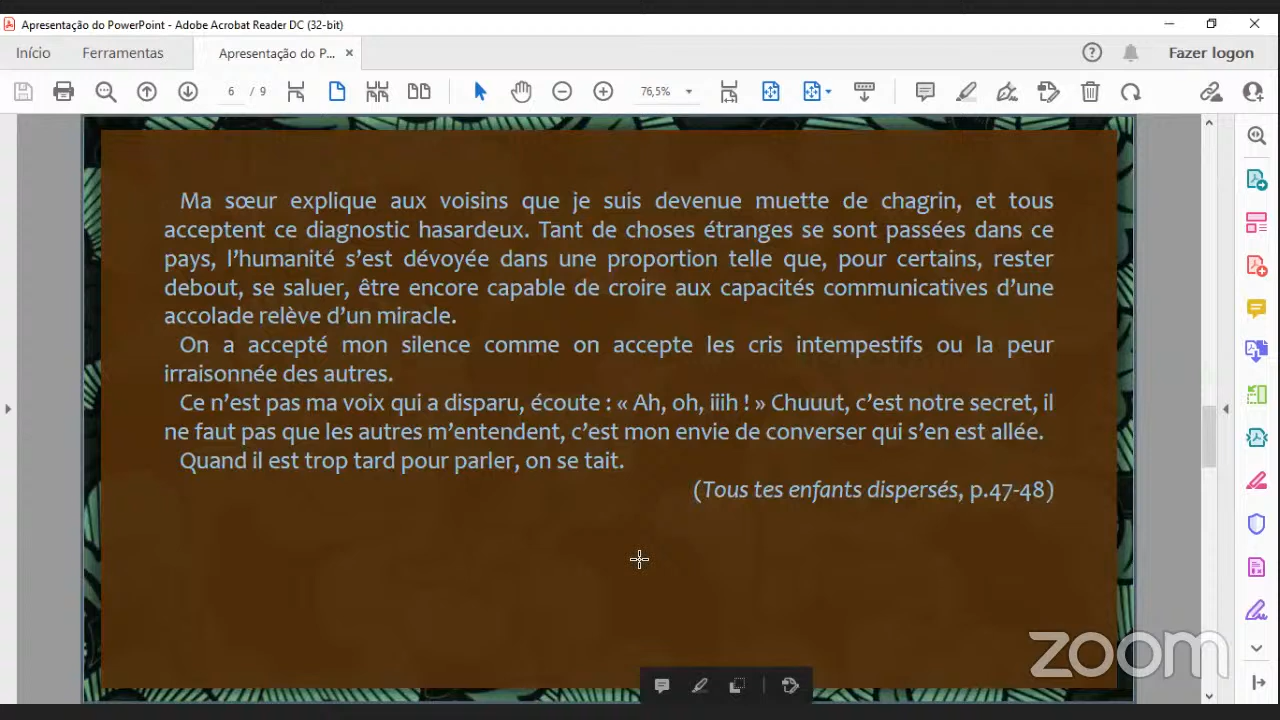 Apresentação do PowerPoint - Adobe Acrobat Reader DC (32-bit)
Início Ferramentas Apresentação do P... × Fazer logon
6 / 9 76,5%
Ma sœur explique aux voisins que je suis devenue muette de chagrin, et tous
acceptent ce diagnostic hasardeux. Tant de choses étranges se sont passées dans ce
pays, l’humanité s’est dévoyée dans une proportion telle que, pour certains, rester
debout, se saluer, être encore capable de croire aux capacités communicatives d’une
accolade relève d’un miracle.
On a accepté mon silence comme on accepte les cris intempestifs ou la peur
irraisonnée des autres.
Ce n’est pas ma voix qui a disparu, écoute : « Ah, oh, iiih ! » Chuuut, c’est notre secret, il
ne faut pas que les autres m’entendent, c’est mon envie de converser qui s’en est allée.
Quand il est trop tard pour parler, on se tait.
(Tous tes enfants dispersés, p.47-48)
zoom